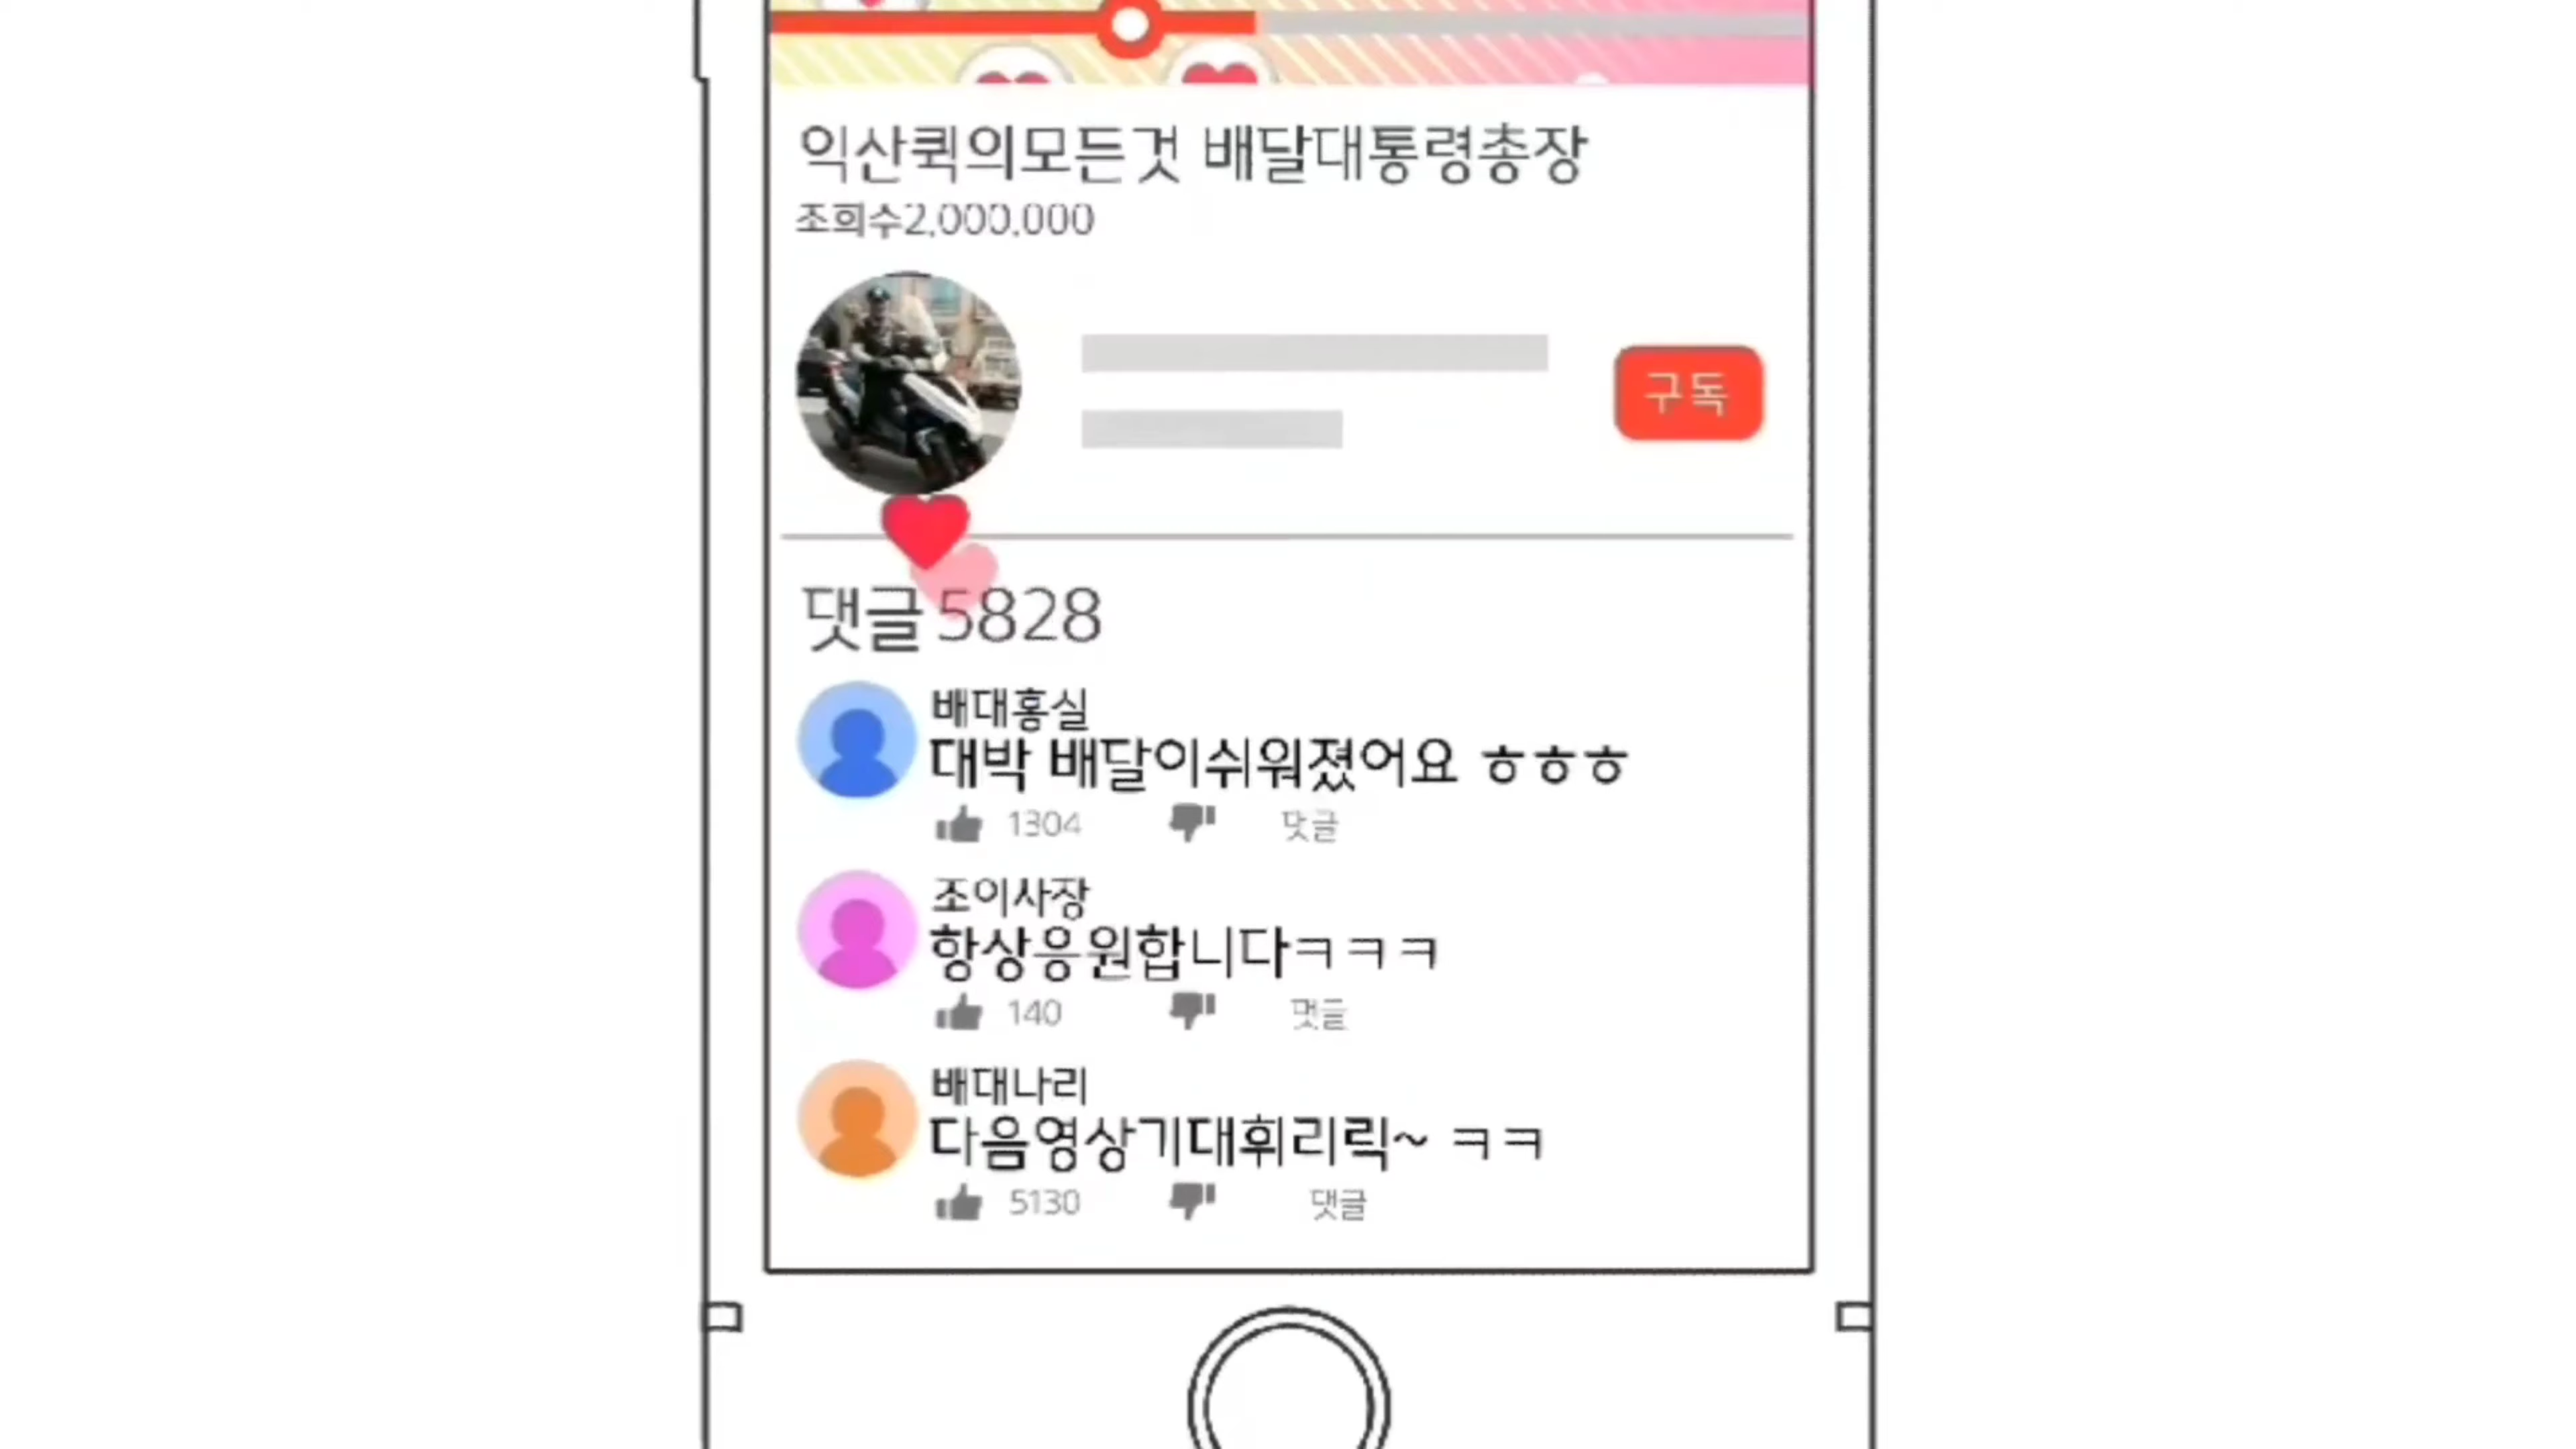 익산퀵의모든것 배달대통령총장
조희수2,000,000
구독
댓글 5828
배대홍실
대박 배달이쉬워졌어요 ㅎㅎㅎ
1304 댓글
조이사장
항상응원합니다ㅋㅋㅋ
140 댓글
배대나리
다음영상기대휘리릭~ ㅋㅋ
5130 댓글